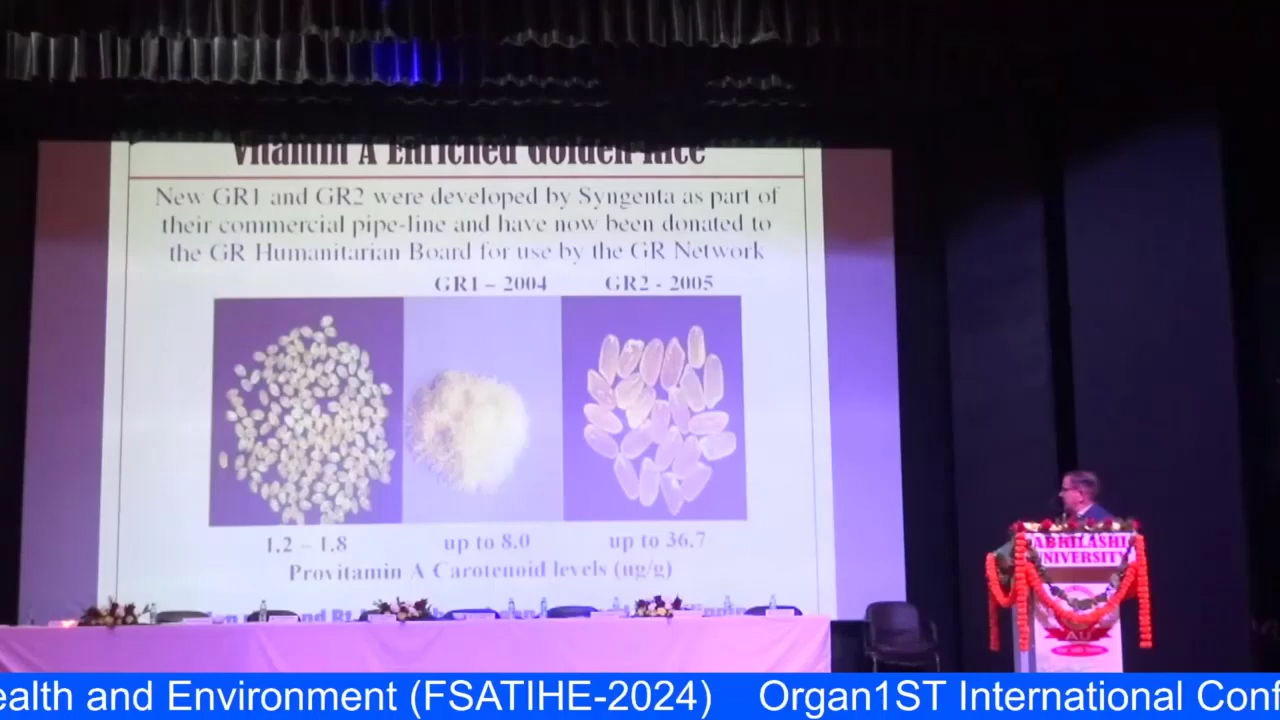 Vitamin A Enriched Golden Rice
New GR1 and GR2 were developed by Syngenta as part of
their commercial pipe-line and have now been donated to
the GR Humanitarian Board for use by the GR Network
GR1 – 2004 GR2 - 2005
1.2 – 1.8 up to 8.0 up to 36.7
Provitamin A Carotenoid levels (ug/g)
ABHILASHI
UNIVERSITY
AU
ealth and Environment (FSATIHE-2024) Organ1ST International Conf